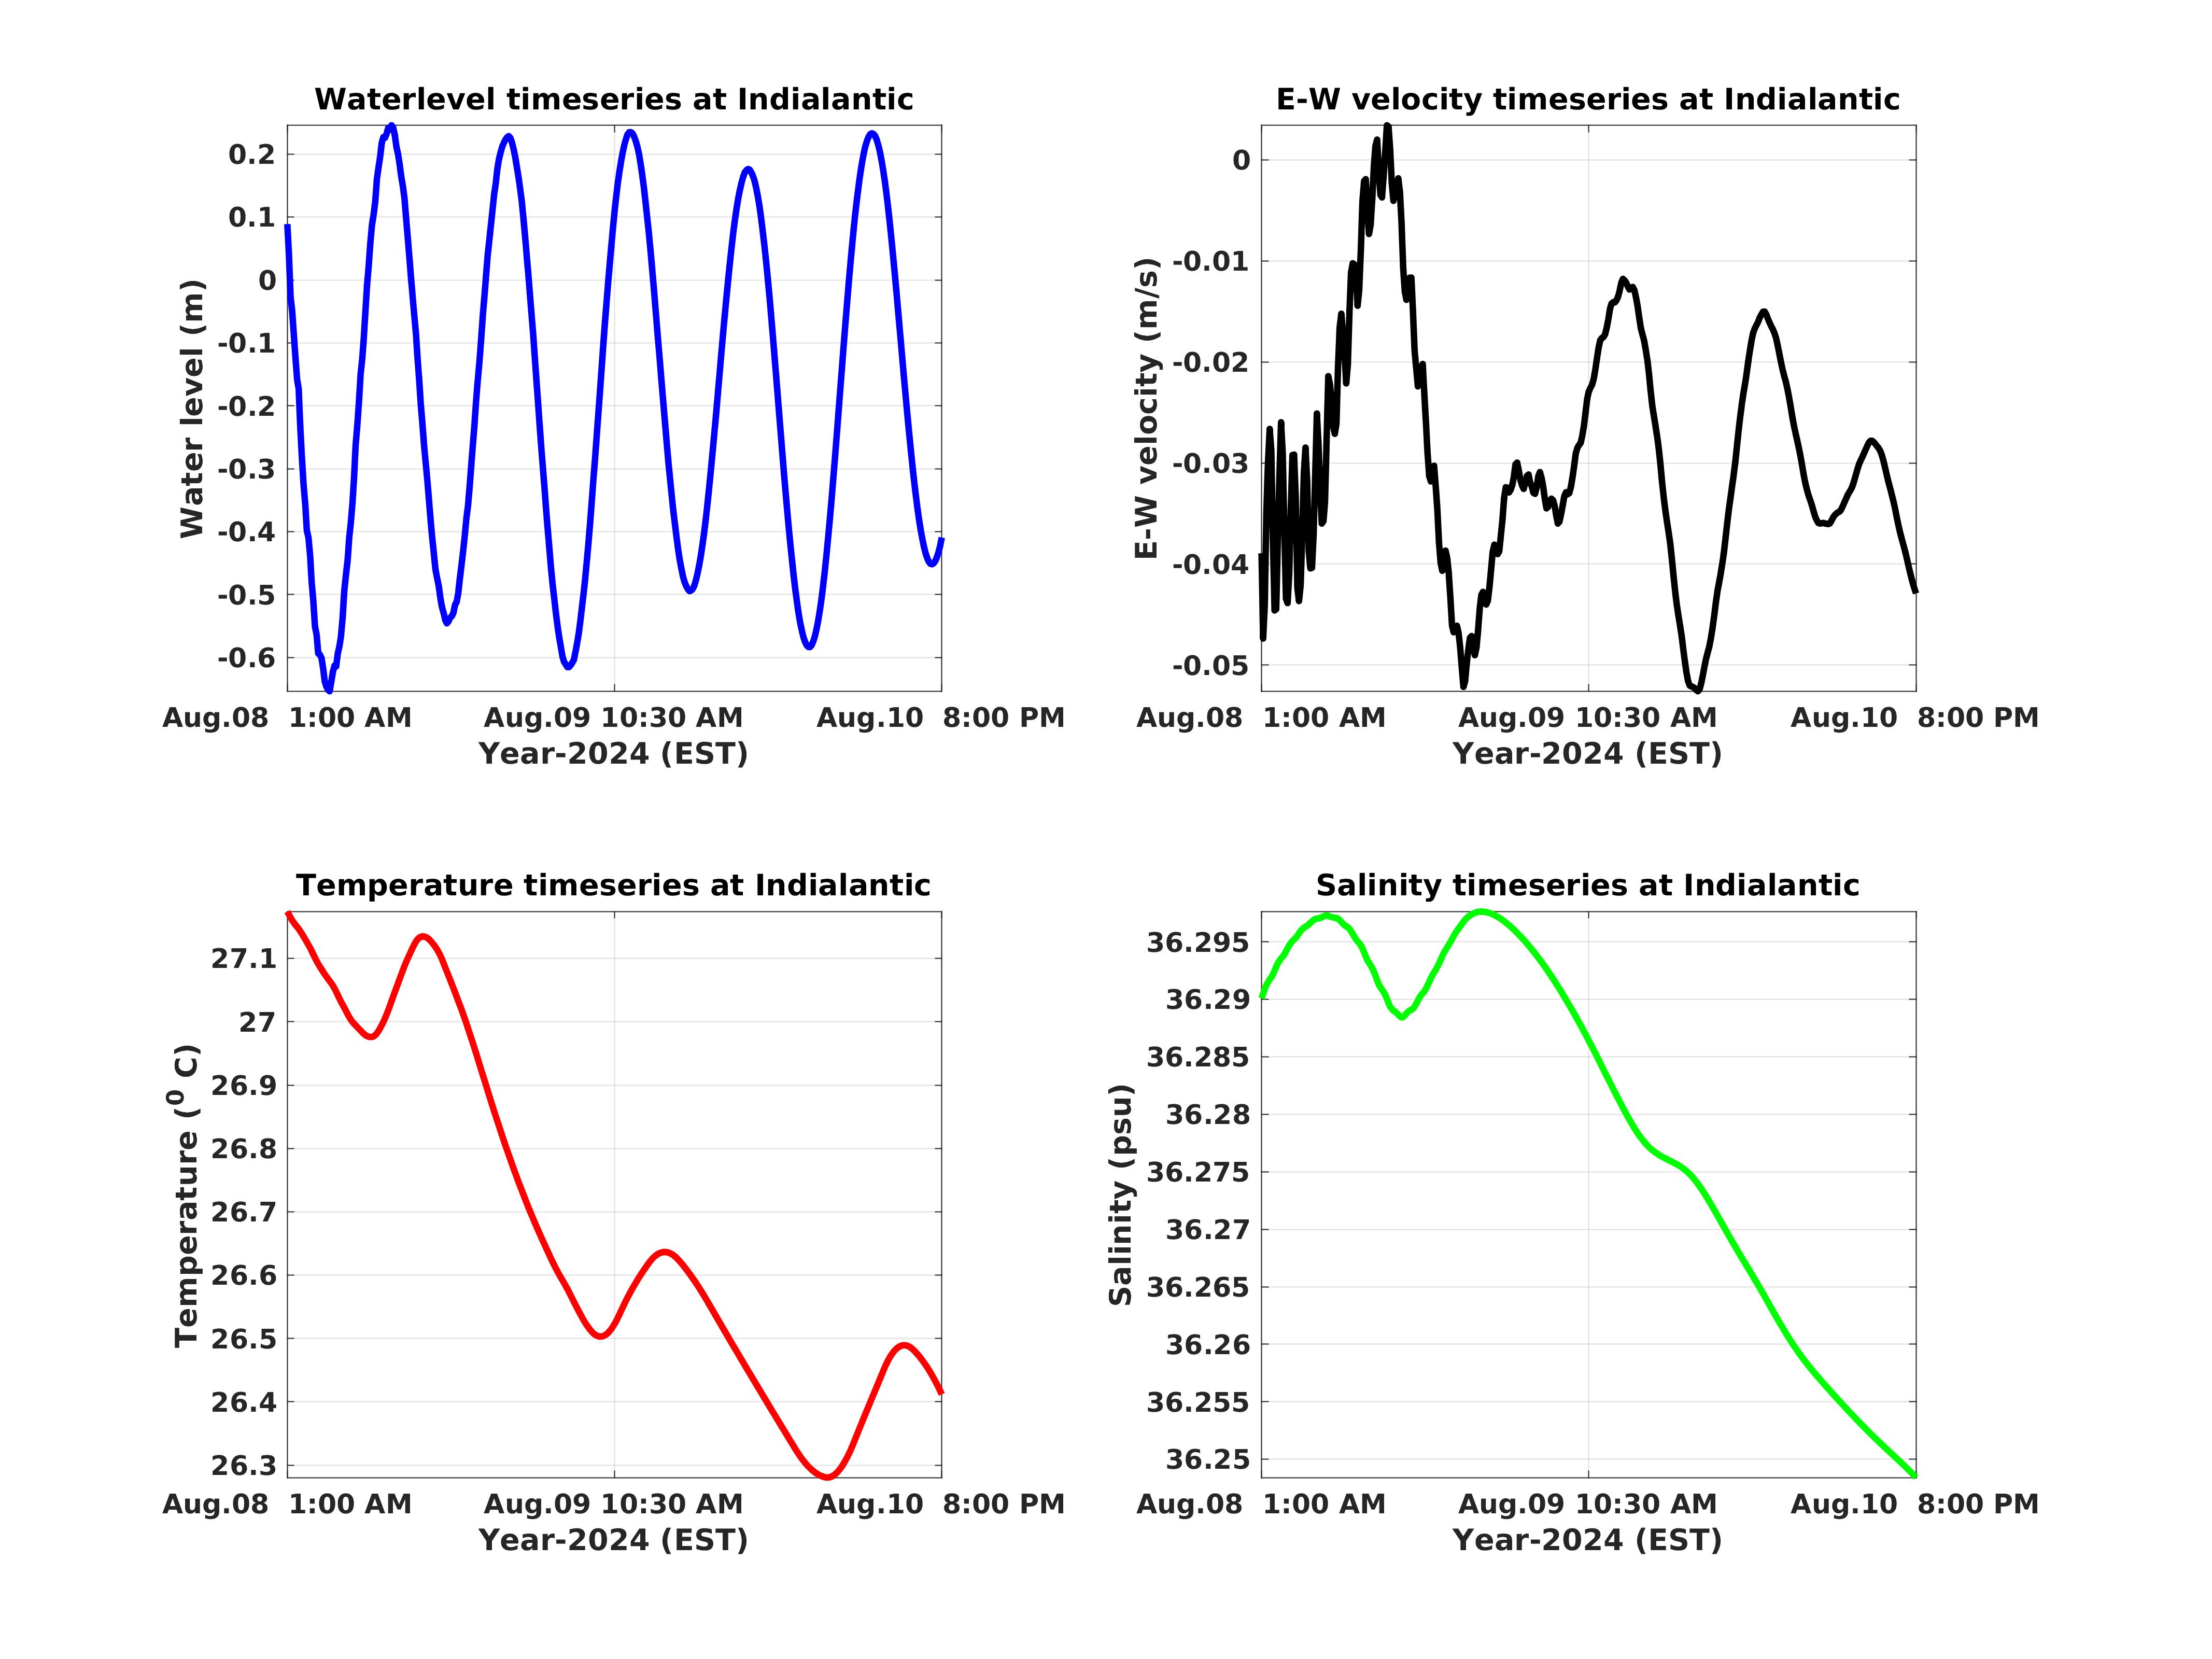 Waterlevel timeseries at Indialantic
0.2
0.1
0
-0.1
-0.2
-0.3
-0.4
-0.5
-0.6
Water level (m)
Aug.08 1:00 AM Aug.09 10:30 AM Aug.10 8:00 PM
Year-2024 (EST)
E-W velocity timeseries at Indialantic
0
-0.01
-0.02
-0.03
-0.04
-0.05
E-W velocity (m/s)
Aug.08 1:00 AM Aug.09 10:30 AM Aug.10 8:00 PM
Year-2024 (EST)
Temperature timeseries at Indialantic
27.1
27
26.9
26.8
26.7
26.6
26.5
26.4
26.3
Temperature (⁰ C)
Aug.08 1:00 AM Aug.09 10:30 AM Aug.10 8:00 PM
Year-2024 (EST)
Salinity timeseries at Indialantic
36.295
36.29
36.285
36.28
36.275
36.27
36.265
36.26
36.255
36.25
Salinity (psu)
Aug.08 1:00 AM Aug.09 10:30 AM Aug.10 8:00 PM
Year-2024 (EST)